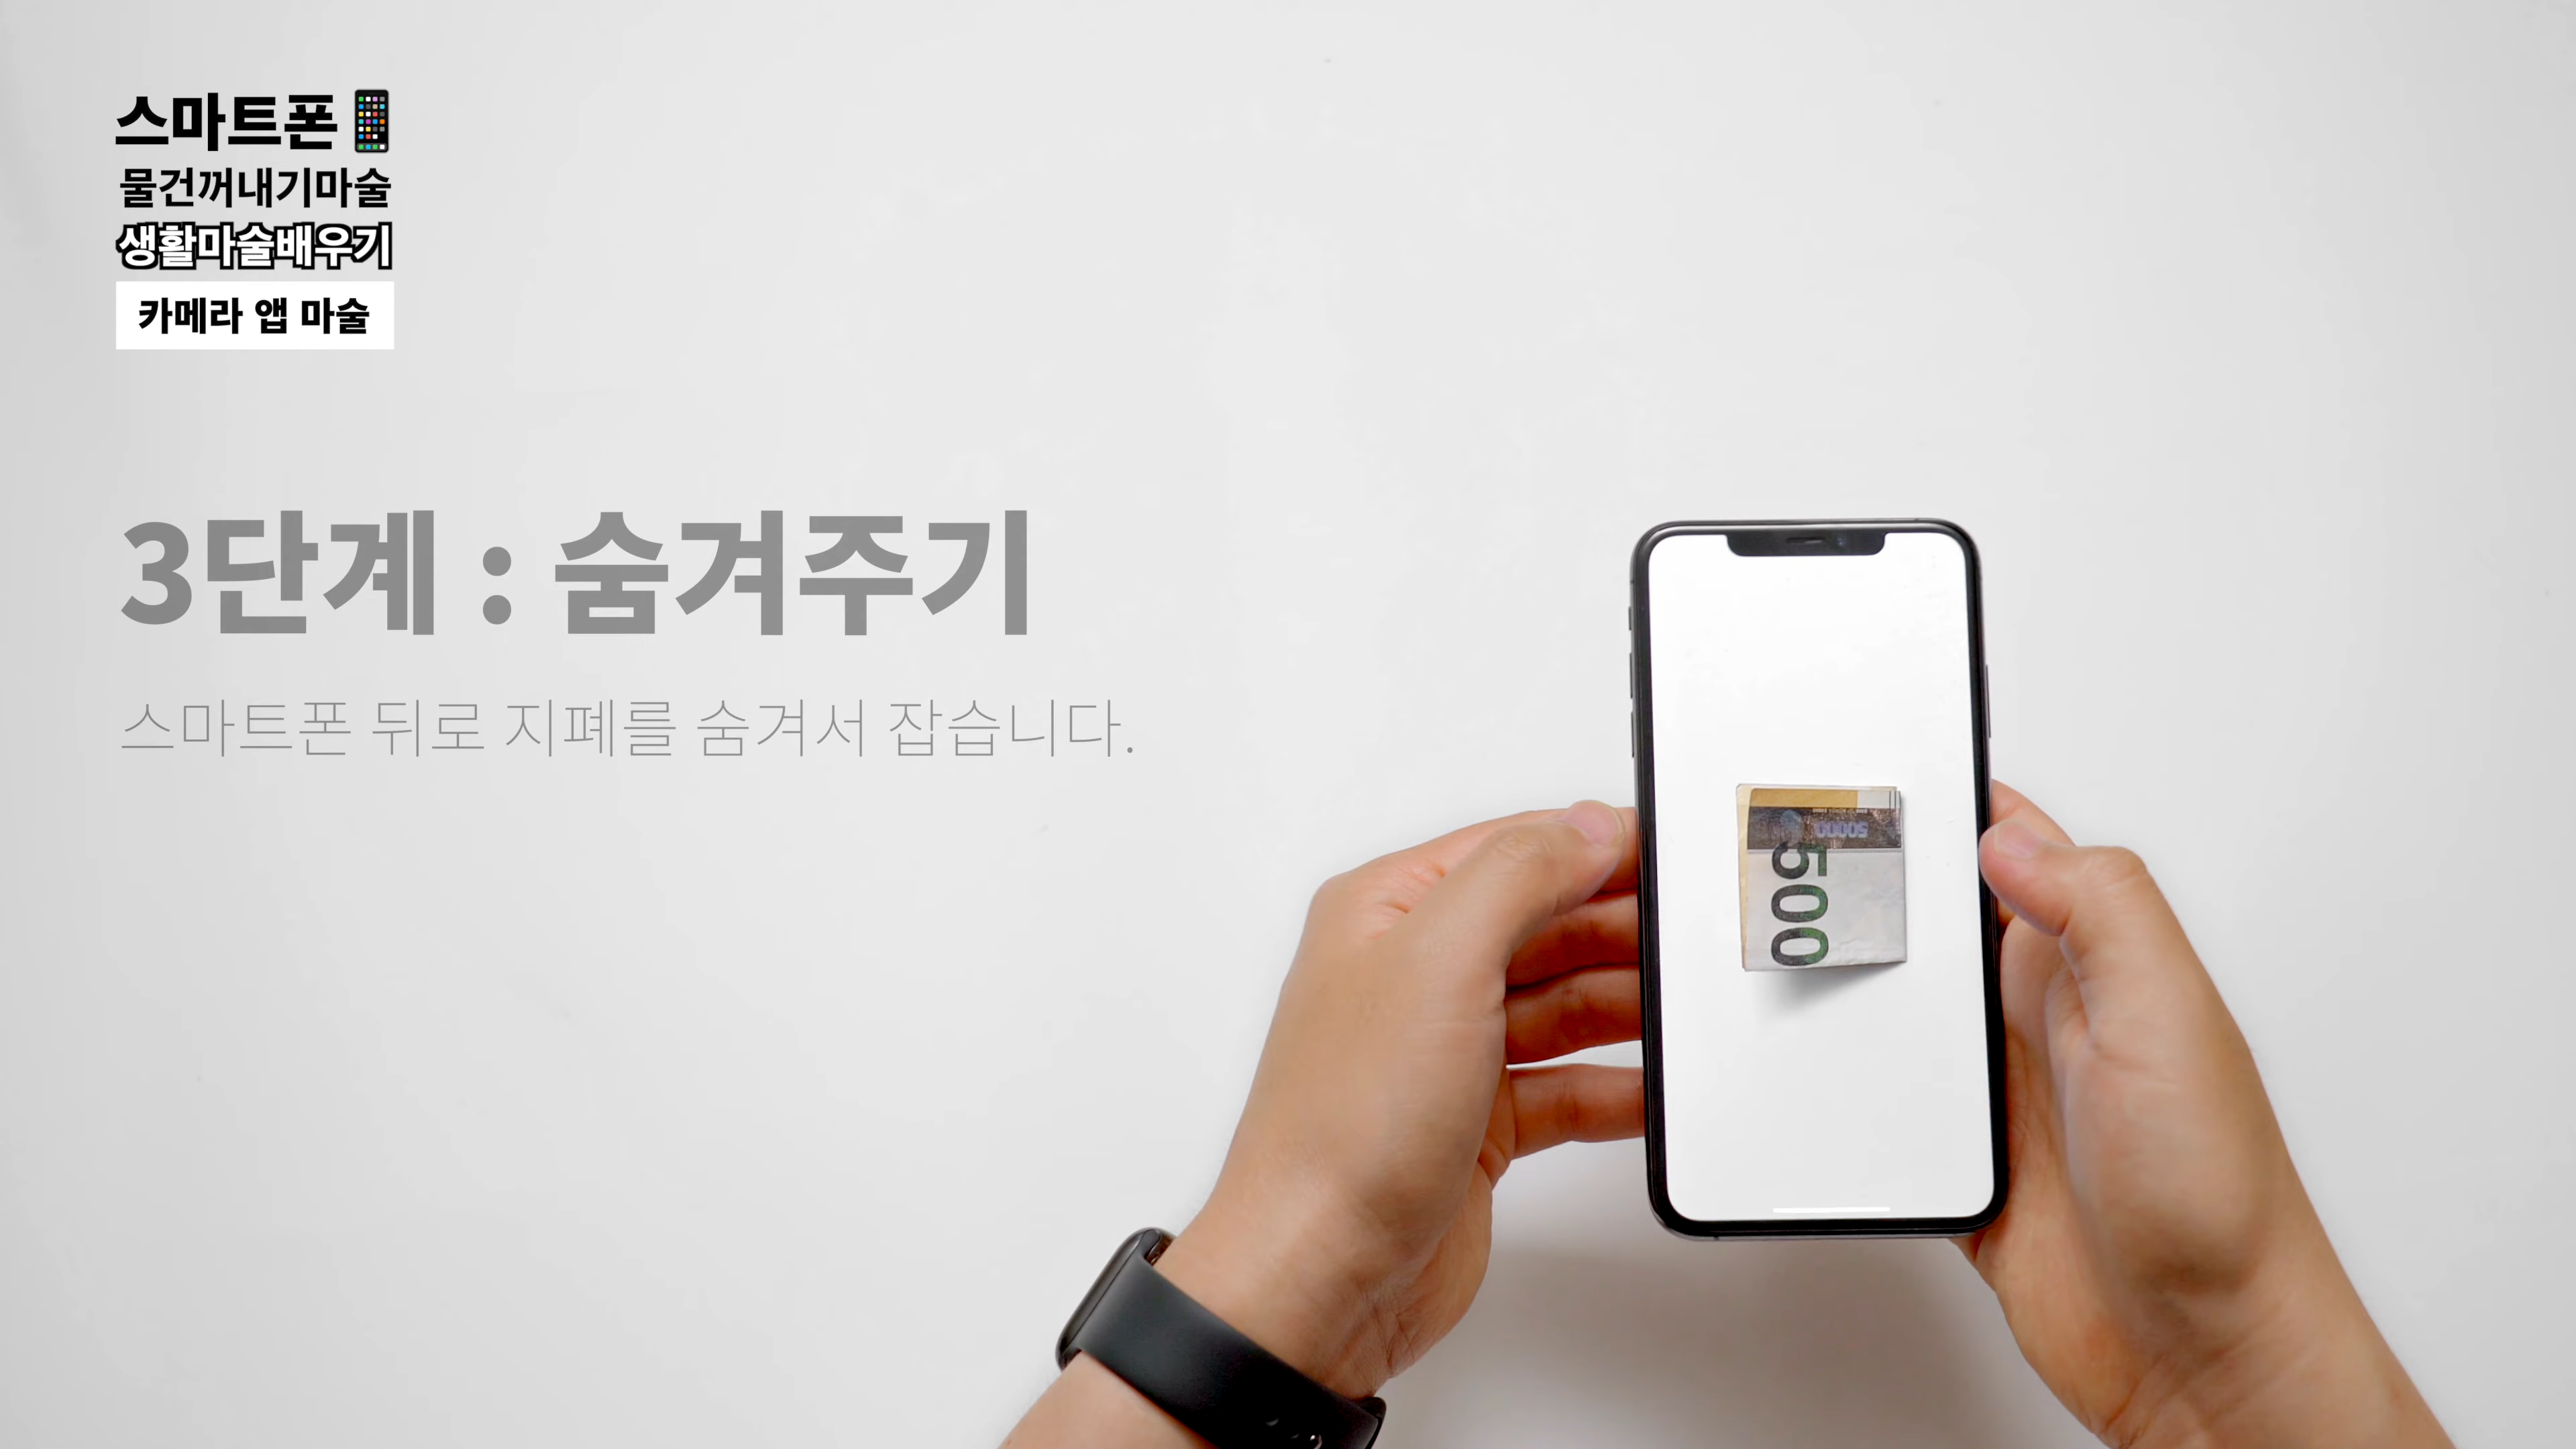 스마트폰📱
물건꺼내기마술
생활마술배우기
카메라 앱 마술
3단계 : 숨겨주기
스마트폰 뒤로 지폐를 숨겨서 잡습니다.
50000
500